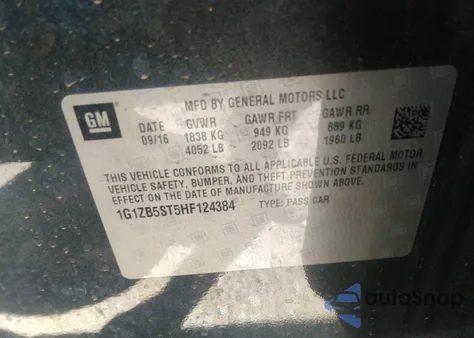 MFD BY GENERAL MOTORS LLC
GM
DATE GVWR GAWR FRT GAWR RR
09/16 1838 KG 949 KG 889 KG
4052 LB 2092 LB 1960 LB
THIS VEHICLE CONFORMS TO ALL APPLICABLE U.S. FEDERAL MOTOR
VEHICLE SAFETY, BUMPER, AND THEFT PREVENTION STANDARDS IN
EFFECT ON THE DATE OF MANUFACTURE SHOWN ABOVE.
1G1ZB5ST5HF124384 TYPE: PASS CAR
autoSnap